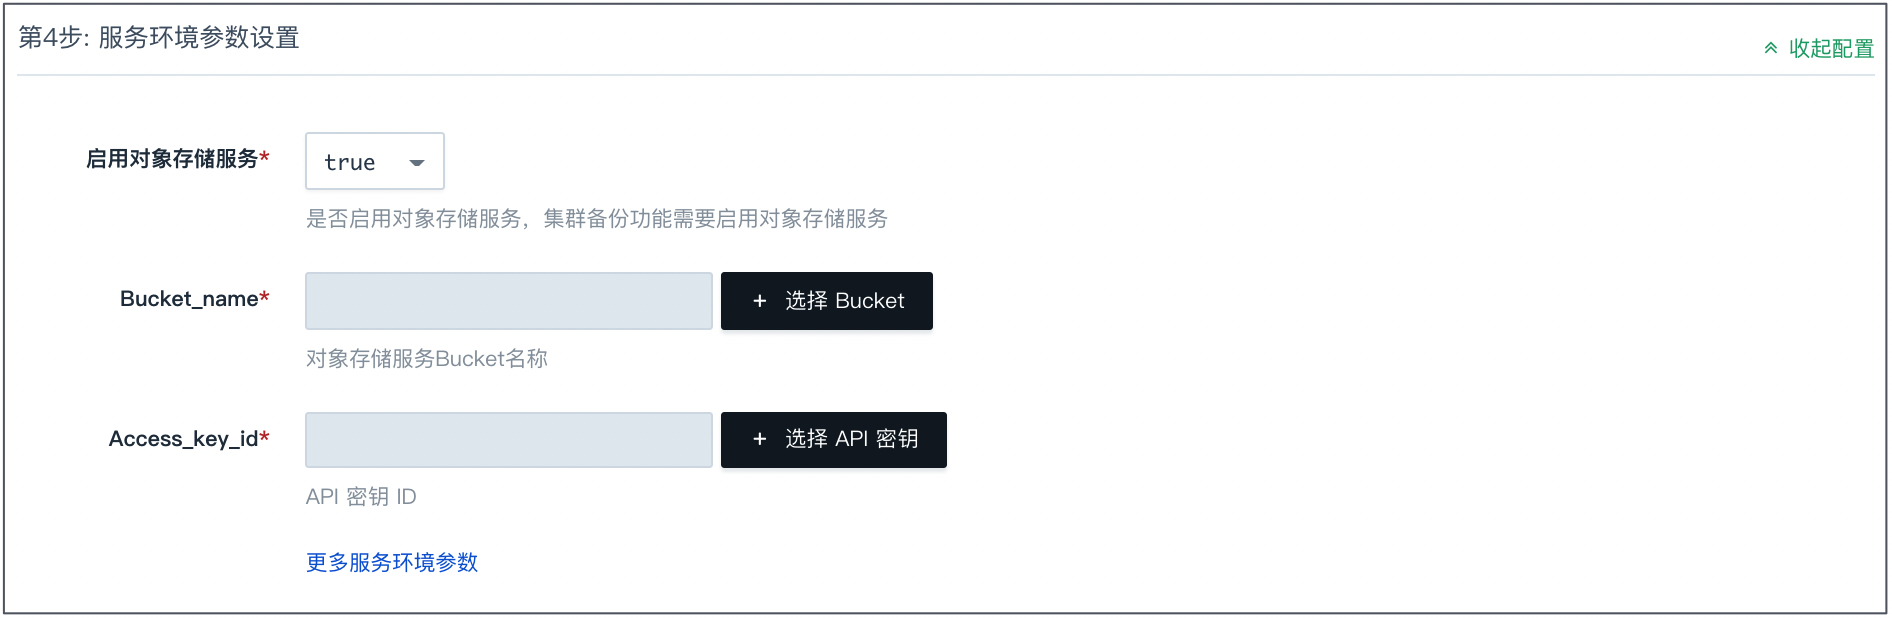 第4步: 服务环境参数设置
收起配置
启用对象存储服务*
true
是否启用对象存储服务，集群备份功能需要启用对象存储服务
Bucket_name*
+ 选择 Bucket
对象存储服务Bucket名称
Access_key_id*
+ 选择 API 密钥
API 密钥 ID
更多服务环境参数